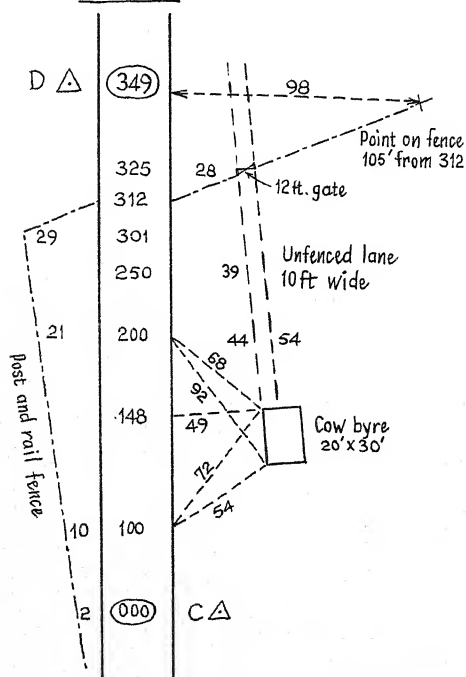 D
349
98
Point on fence
105' from 312
325
28
12ft. gate
312
29
301
Unfenced lane
10ft wide
250
39
21
200
44
54
68
92
Post and rail fence
148
49
Cow byre
20'x30'
72
54
10
100
2
000
C